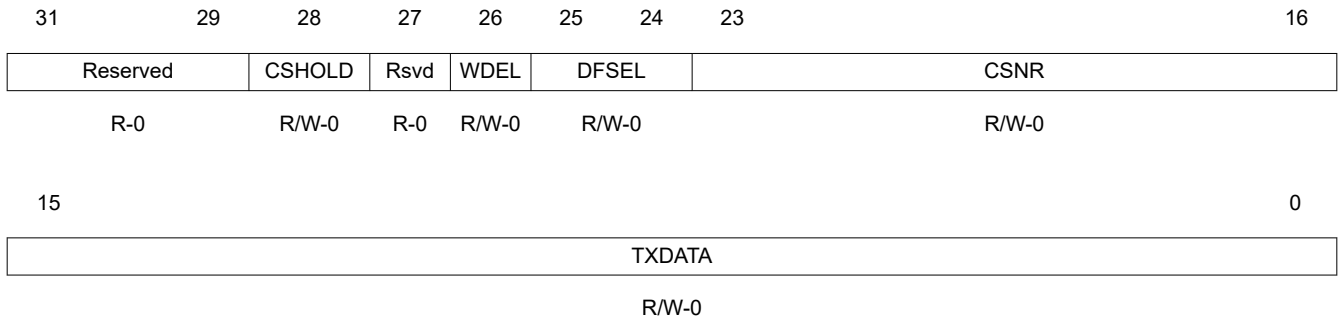 31 29 28 27 26 25 24 23 16
Reserved CSHOLD Rsvd WDEL DFSEL CSNR
R-0 R/W-0 R-0 R/W-0 R/W-0 R/W-0
15 0
TXDATA
R/W-0